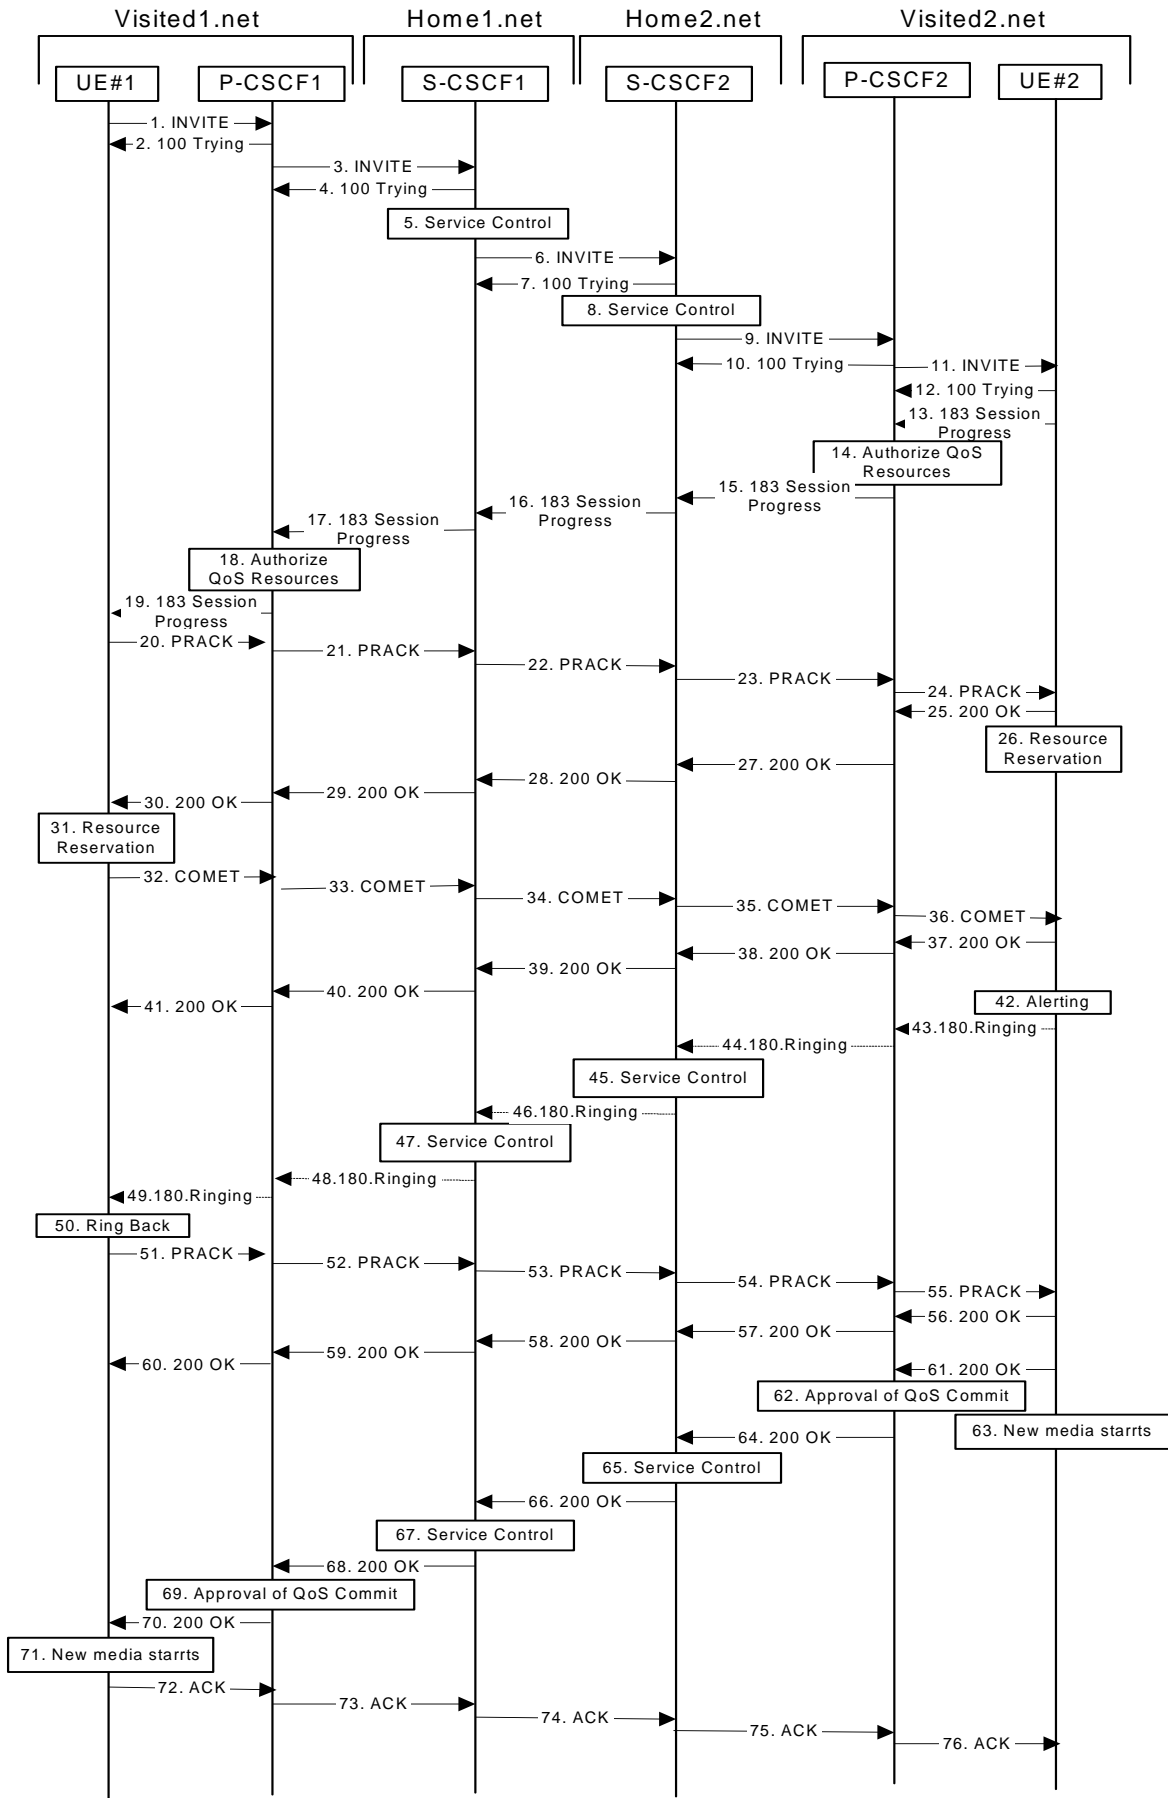 Visited1.net
Home1.net
Home2.net
Visited2.net
UE#1
P-CSCF1
S-CSCF1
S-CSCF2
P-CSCF2
UE#2
1. INVITE
2. 100 Trying
3. INVITE
4. 100 Trying
5. Service Control
6. INVITE
7. 100 Trying
8. Service Control
9. INVITE
10. 100 Trying
11. INVITE
12. 100 Trying
13. 183 Session
Progress
14. Authorize QoS
Resources
15. 183 Session
Progress
16. 183 Session
Progress
17. 183 Session
Progress
18. Authorize
QoS Resources
19. 183 Session
Progress
20. PRACK
21. PRACK
22. PRACK
23. PRACK
24. PRACK
25. 200 OK
26. Resource
Reservation
27. 200 OK
28. 200 OK
29. 200 OK
30. 200 OK
31. Resource
Reservation
32. COMET
33. COMET
34. COMET
35. COMET
36. COMET
37. 200 OK
38. 200 OK
39. 200 OK
40. 200 OK
41. 200 OK
42. Alerting
43.180.Ringing
44.180.Ringing
45. Service Control
46.180.Ringing
47. Service Control
48.180.Ringing
49.180.Ringing
50. Ring Back
51. PRACK
52. PRACK
53. PRACK
54. PRACK
55. PRACK
56. 200 OK
57. 200 OK
58. 200 OK
59. 200 OK
60. 200 OK
61. 200 OK
62. Approval of QoS Commit
63. New media starrts
64. 200 OK
65. Service Control
66. 200 OK
67. Service Control
68. 200 OK
69. Approval of QoS Commit
70. 200 OK
71. New media starrts
72. ACK
73. ACK
74. ACK
75. ACK
76. ACK